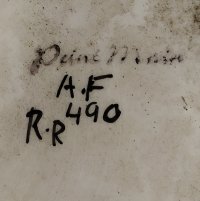 Peint Main
A.F
R.R 490